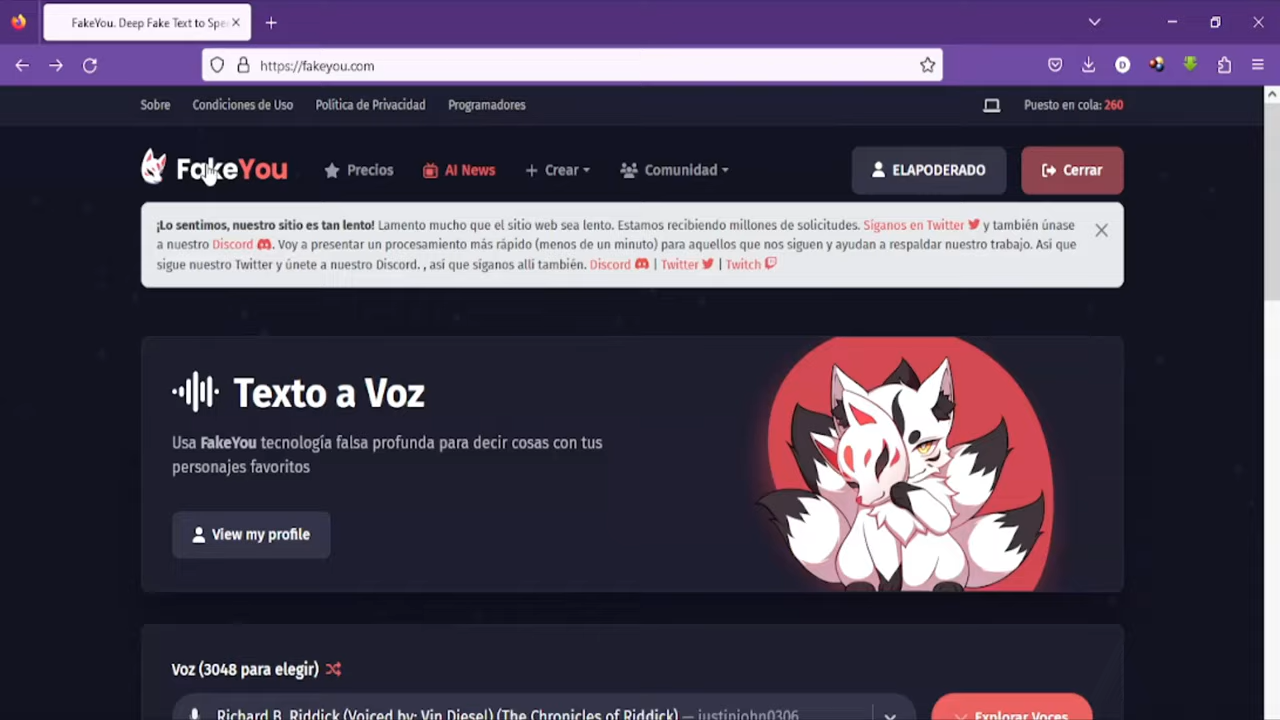 FakeYou. Deep Fake Text to Spe
https://fakeyou.com
Sobre Condiciones de Uso Política de Privacidad Programadores Puesto en cola: 260
FakeYou Precios AI News Crear Comunidad ELAPODERADO Cerrar
¡Lo sentimos, nuestro sitio es tan lento! Lamento mucho que el sitio web sea lento. Estamos recibiendo millones de solicitudes. Síganos en Twitter y también únase
a nuestro Discord . Voy a presentar un procesamiento más rápido (menos de un minuto) para aquellos que nos siguen y ayudan a respaldar nuestro trabajo. Asi que
sigue nuestro Twitter y únete a nuestro Discord. , asi que síganos allí también. Discord | Twitter | Twitch
Texto a Voz
Usa FakeYou tecnología falsa profunda para decir cosas con tus
personajes favoritos
View my profile
Voz (3048 para elegir)
Richard B. Riddick (Voiced by: Vin Diesel) (The Chronicles of Riddick) — justinjohn0306 Explorar Voces